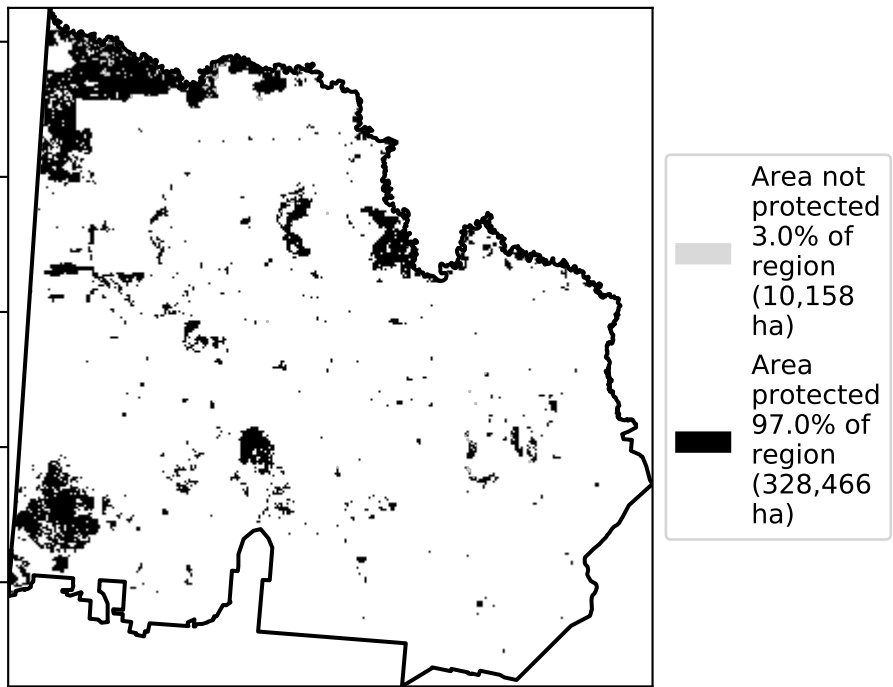 Area not
protected
3.0% of
region
(10,158
ha)
Area
protected
97.0% of
region
(328,466
ha)